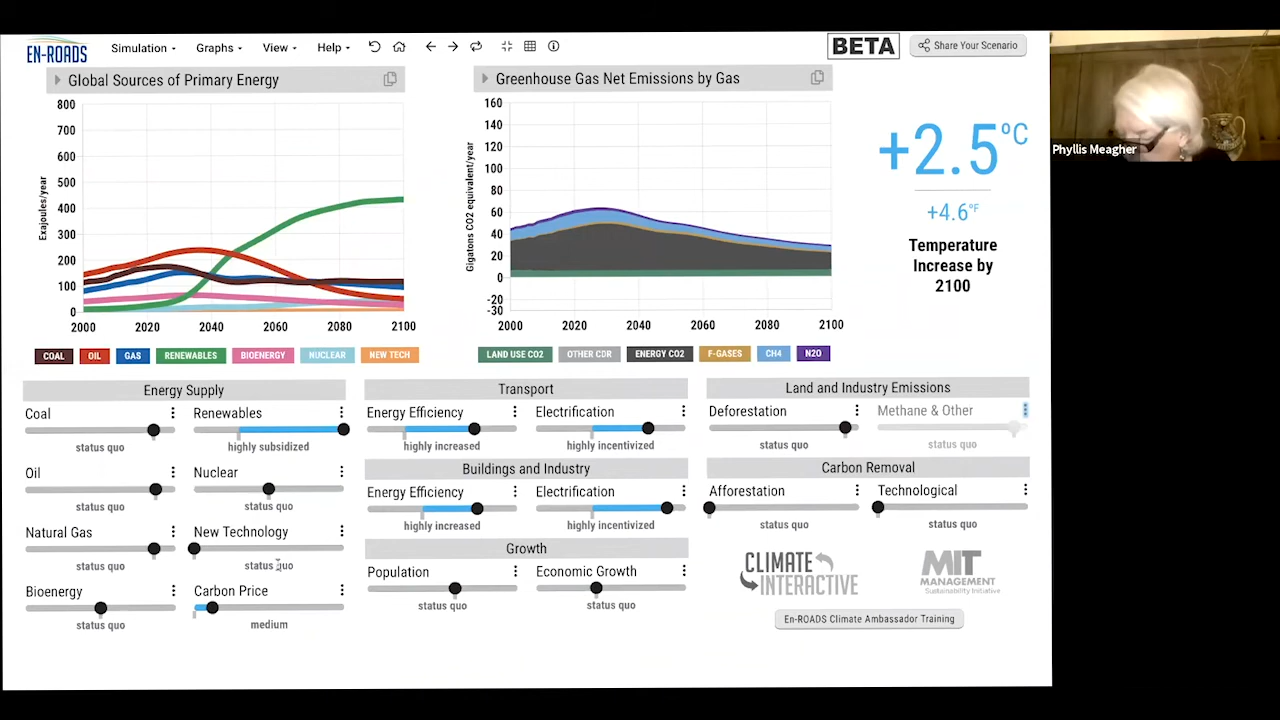 EN-ROADS
Simulation
Graphs
View
Help
BETA
Share Your Scenario
Global Sources of Primary Energy
800
700
600
500
400
300
200
100
0
Exajoules/year
2000 2020 2040 2060 2080 2100
COAL OIL GAS RENEWABLES BIOENERGY NUCLEAR NEW TECH
Greenhouse Gas Net Emissions by Gas
160
140
120
100
80
60
40
20
0
-20
-30
Gigatons CO2 equivalent/year
2000 2020 2040 2060 2080 2100
LAND USE CO2 OTHER CDR ENERGY CO2 F-GASES CH4 N2O
+2.5°C
+4.6°F
Temperature
Increase by
2100
Phyllis Meagher
Energy Supply
Coal
status quo
Renewables
highly subsidized
Oil
status quo
Nuclear
status quo
Natural Gas
status quo
New Technology
status quo
Bioenergy
status quo
Carbon Price
medium
Transport
Energy Efficiency
highly increased
Electrification
highly incentivized
Buildings and Industry
Energy Efficiency
highly increased
Electrification
highly incentivized
Growth
Population
status quo
Economic Growth
status quo
Land and Industry Emissions
Deforestation
status quo
Methane & Other
status quo
Carbon Removal
Afforestation
status quo
Technological
status quo
CLIMATE
INTERACTIVE
MIT
MANAGEMENT
Sustainability Initiative
En-ROADS Climate Ambassador Training